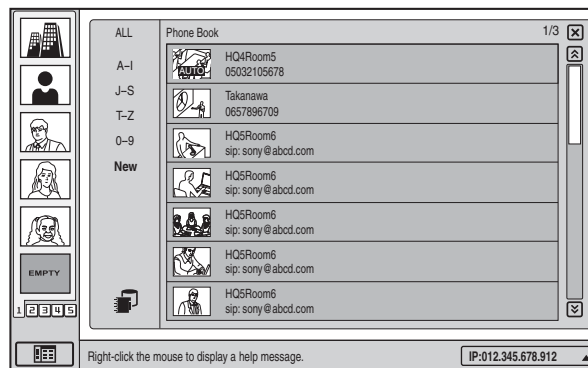 ALL
A–I
J–S
T–Z
0–9
New
Phone Book
1/3
AUTO
HQ4Room5
05032105678
Takanawa
0657896709
HQ5Room6
sip: sony@abcd.com
HQ5Room6
sip: sony@abcd.com
HQ5Room6
sip: sony@abcd.com
HQ5Room6
sip: sony@abcd.com
HQ5Room6
sip: sony@abcd.com
EMPTY
1 2 3 4 5
Right-click the mouse to display a help message.
IP:012.345.678.912